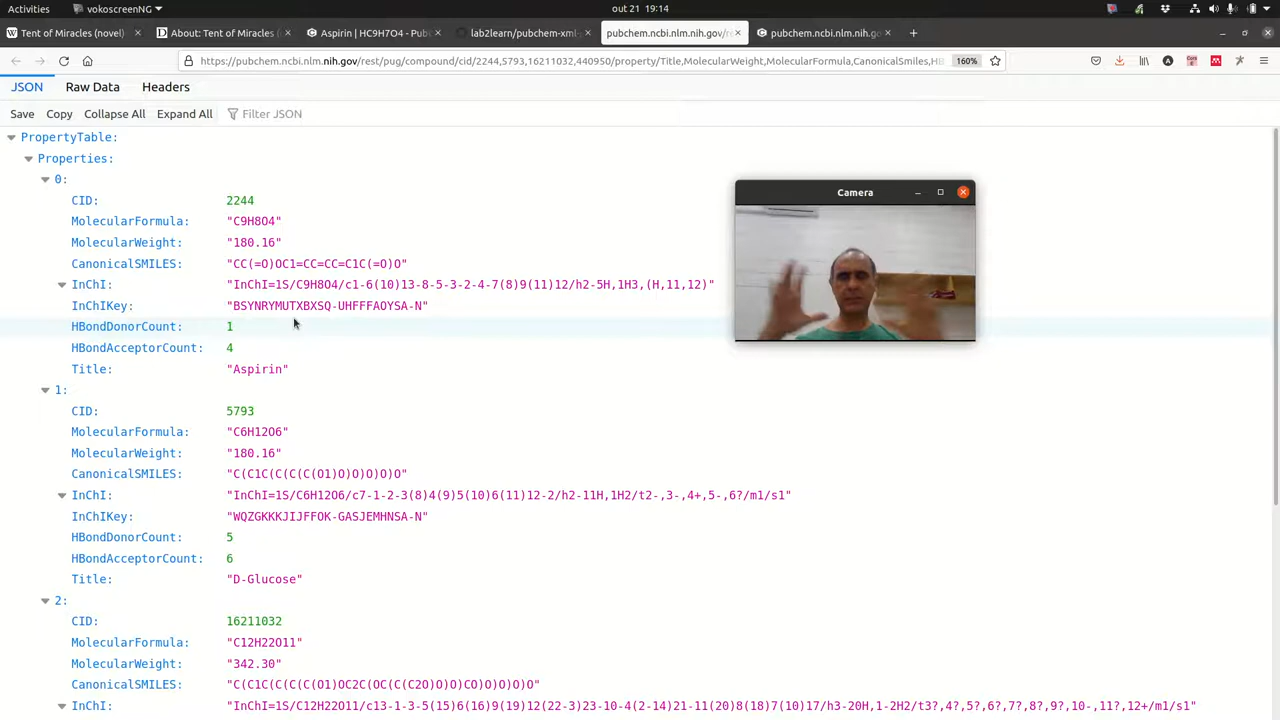 Activities vokoscreenNG out 21 19:14
Tent of Miracles (novel) About: Tent of Miracles ( Aspirin | HC9H7O4 - PubC lab2learn/pubchem-xml- pubchem.ncbi.nlm.nih.gov/re pubchem.ncbi.nlm.nih.go
https://pubchem.ncbi.nlm.nih.gov/rest/pug/compound/cid/2244,5793,16211032,440950/property/Title,MolecularWeight,MolecularFormula,CanonicalSmiles,HB 160%
JSON Raw Data Headers
Save Copy Collapse All Expand All Filter JSON
PropertyTable:
Properties:
0:
CID: 2244
MolecularFormula: "C9H8O4"
MolecularWeight: "180.16"
CanonicalSMILES: "CC(=O)OC1=CC=CC=C1C(=O)O"
InChI: "InChI=1S/C9H8O4/c1-6(10)13-8-5-3-2-4-7(8)9(11)12/h2-5H,1H3,(H,11,12)"
InChIKey: "BSYNRYMUTXBXSQ-UHFFFAOYSA-N"
HBondDonorCount: 1
HBondAcceptorCount: 4
Title: "Aspirin"
1:
CID: 5793
MolecularFormula: "C6H12O6"
MolecularWeight: "180.16"
CanonicalSMILES: "C(C1C(C(C(C(O1)O)O)O)O)O"
InChI: "InChI=1S/C6H12O6/c7-1-2-3(8)4(9)5(10)6(11)12-2/h2-11H,1H2/t2-,3-,4+,5-,6?/m1/s1"
InChIKey: "WQZGKKKJIJFFOK-GASJEMHNSA-N"
HBondDonorCount: 5
HBondAcceptorCount: 6
Title: "D-Glucose"
2:
CID: 16211032
MolecularFormula: "C12H22O11"
MolecularWeight: "342.30"
CanonicalSMILES: "C(C1C(C(C(C(O1)OC2C(OC(C(C2O)O)O)CO)O)O)O)O"
InChI: "InChI=1S/C12H22O11/c13-1-3-5(15)6(16)9(19)12(22-3)23-10-4(2-14)21-11(20)8(18)7(10)17/h3-20H,1-2H2/t3?,4?,5?,6?,7?,8?,9?,10-,11?,12+/m1/s1"
Camera